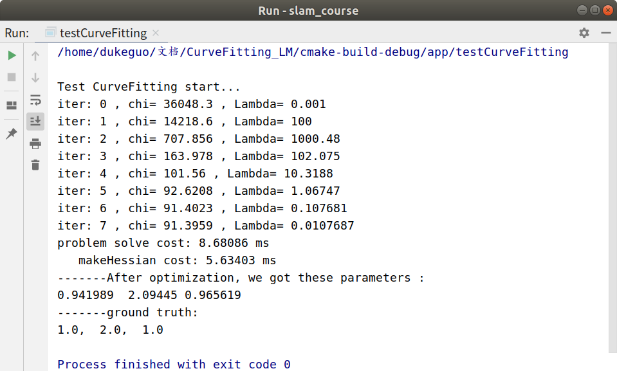 Run - slam_course
Run: testCurveFitting
/home/dukeguo/文档/CurveFitting_LM/cmake-build-debug/app/testCurveFitting
Test CurveFitting start...
iter: 0 , chi= 36048.3 , Lambda= 0.001
iter: 1 , chi= 14218.6 , Lambda= 100
iter: 2 , chi= 707.856 , Lambda= 1000.48
iter: 3 , chi= 163.978 , Lambda= 102.075
iter: 4 , chi= 101.56 , Lambda= 10.3188
iter: 5 , chi= 92.6208 , Lambda= 1.06747
iter: 6 , chi= 91.4023 , Lambda= 0.107681
iter: 7 , chi= 91.3959 , Lambda= 0.0107687
problem solve cost: 8.68086 ms
   makeHessian cost: 5.63403 ms
-------After optimization, we got these parameters :
0.941989  2.09445 0.965619
-------ground truth:
1.0,  2.0,  1.0
Process finished with exit code 0